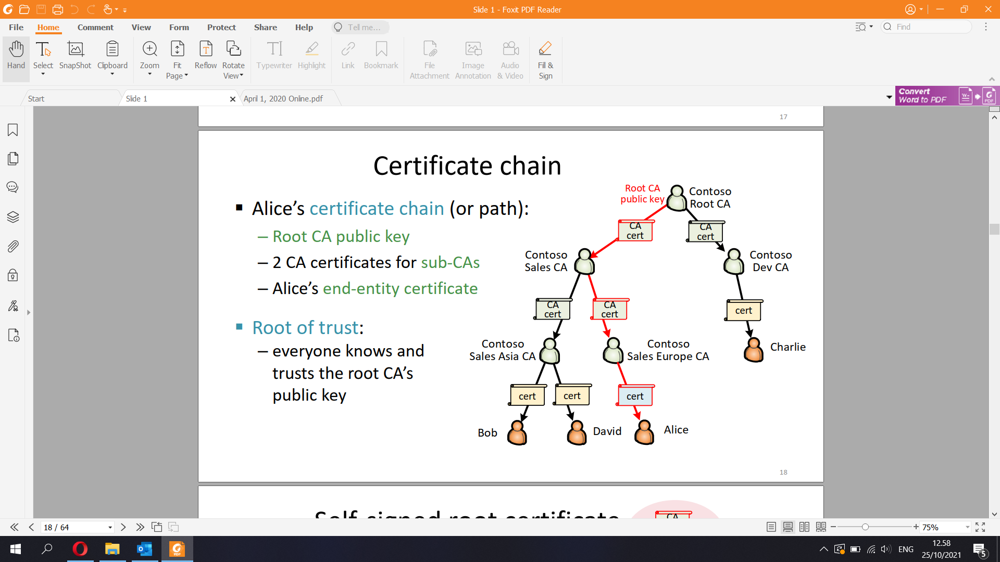 Slide 1 - Foxit PDF Reader
File Home Comment View Form Protect Share Help Tell me... Find
Hand Select SnapShot Clipboard Zoom Fit Page Reflow Rotate View Typewriter Highlight Link Bookmark File Attachment Image Annotation Audio & Video Fill & Sign
Start Slide 1 April 1, 2020 Online.pdf
Convert
Word to PDF
17
Certificate chain
▪ Alice’s certificate chain (or path):
– Root CA public key
– 2 CA certificates for sub-CAs
– Alice’s end-entity certificate
▪ Root of trust:
– everyone knows and
trusts the root CA’s
public key
Root CA
public key
Contoso
Root CA
CA
cert
CA
cert
Contoso
Sales CA
Contoso
Dev CA
CA
cert
CA
cert
cert
Contoso
Sales Asia CA
Contoso
Sales Europe CA
Charlie
cert
cert
cert
Bob
David
Alice
18
Self-signed root certificate
CA
18 / 64
75%
ENG
12.58
25/10/2021
5